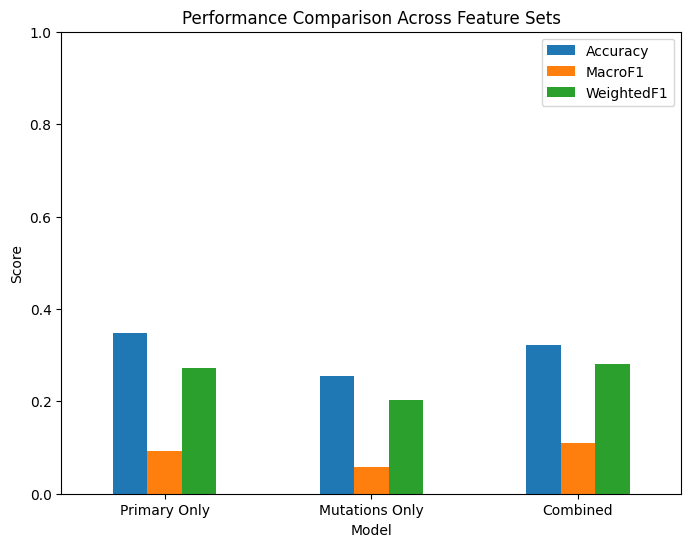 Performance Comparison Across Feature Sets
1.0
Accuracy
MacroF1
WeightedF1
0.8
0.6
Score
0.4
0.2
0.0
Primary Only
Mutations Only
Combined
Model